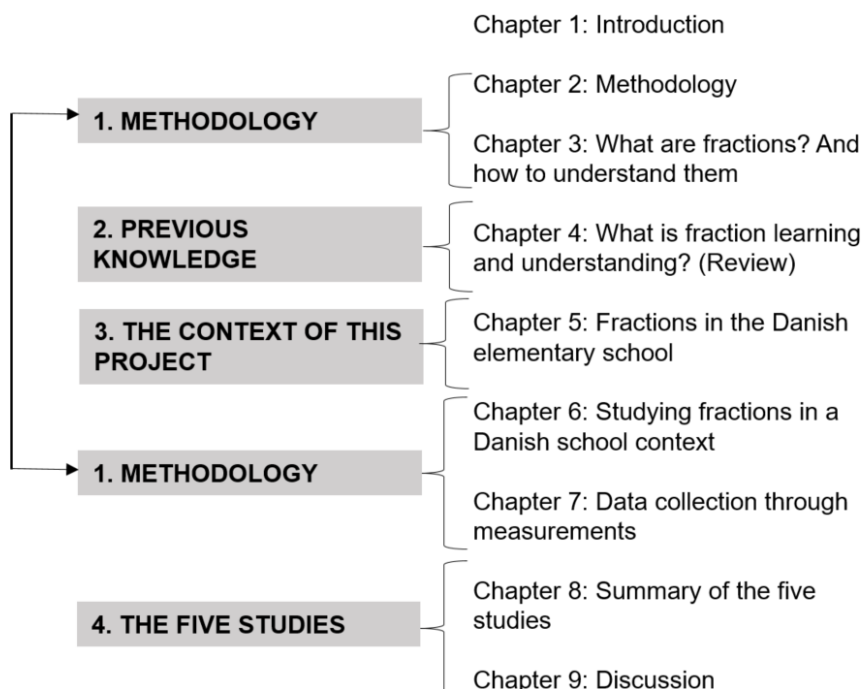 Chapter 1: Introduction
1. METHODOLOGY
Chapter 2: Methodology
Chapter 3: What are fractions? And
how to understand them
2. PREVIOUS
KNOWLEDGE
Chapter 4: What is fraction learning
and understanding? (Review)
3. THE CONTEXT OF THIS
PROJECT
Chapter 5: Fractions in the Danish
elementary school
1. METHODOLOGY
Chapter 6: Studying fractions in a
Danish school context
Chapter 7: Data collection through
measurements
4. THE FIVE STUDIES
Chapter 8: Summary of the five
studies
Chapter 9: Discussion